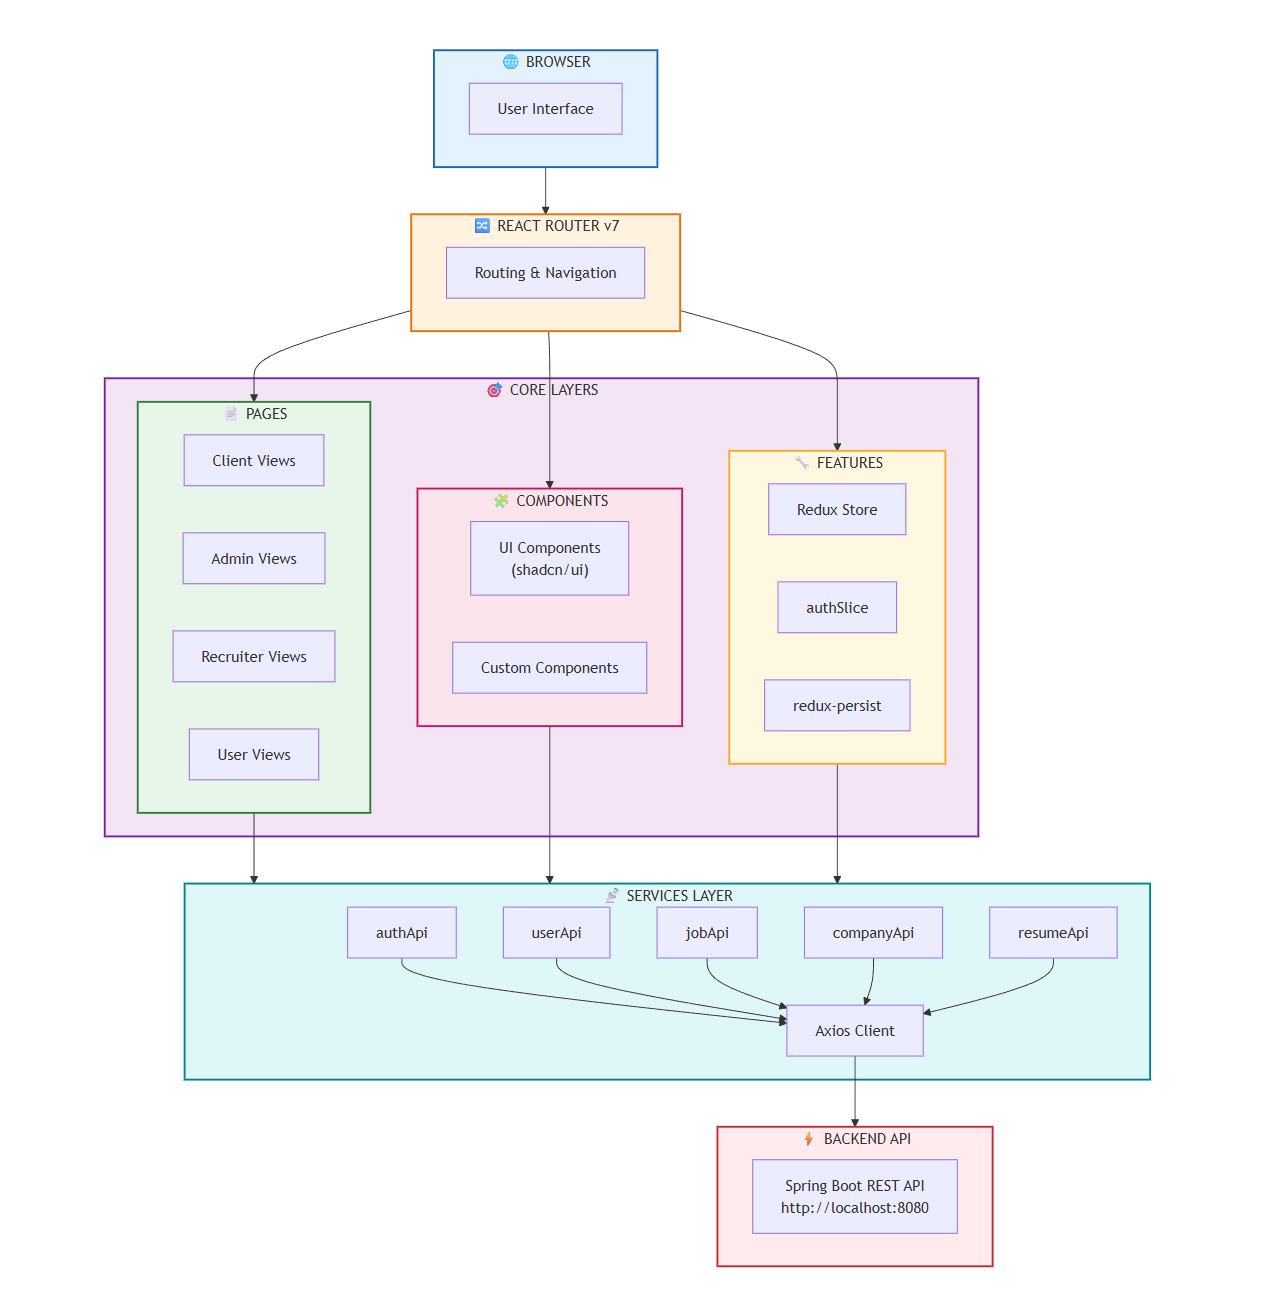 BROWSER
User Interface
REACT ROUTER v7
Routing & Navigation
CORE LAYERS
PAGES
Client Views
Admin Views
Recruiter Views
User Views
COMPONENTS
UI Components
(shadcn/ui)
Custom Components
FEATURES
Redux Store
authSlice
redux-persist
SERVICES LAYER
authApi
userApi
jobApi
companyApi
resumeApi
Axios Client
BACKEND API
Spring Boot REST API
http://localhost:8080